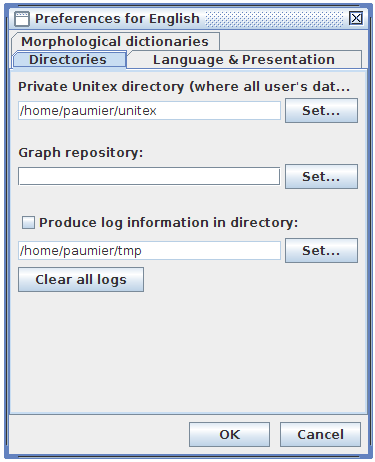 Preferences for English
Morphological dictionaries
Directories
Language & Presentation
Private Unitex directory (where all user's dat...
/home/paumier/unitex
Set...
Graph repository:
Set...
Produce log information in directory:
/home/paumier/tmp
Set...
Clear all logs
OK
Cancel